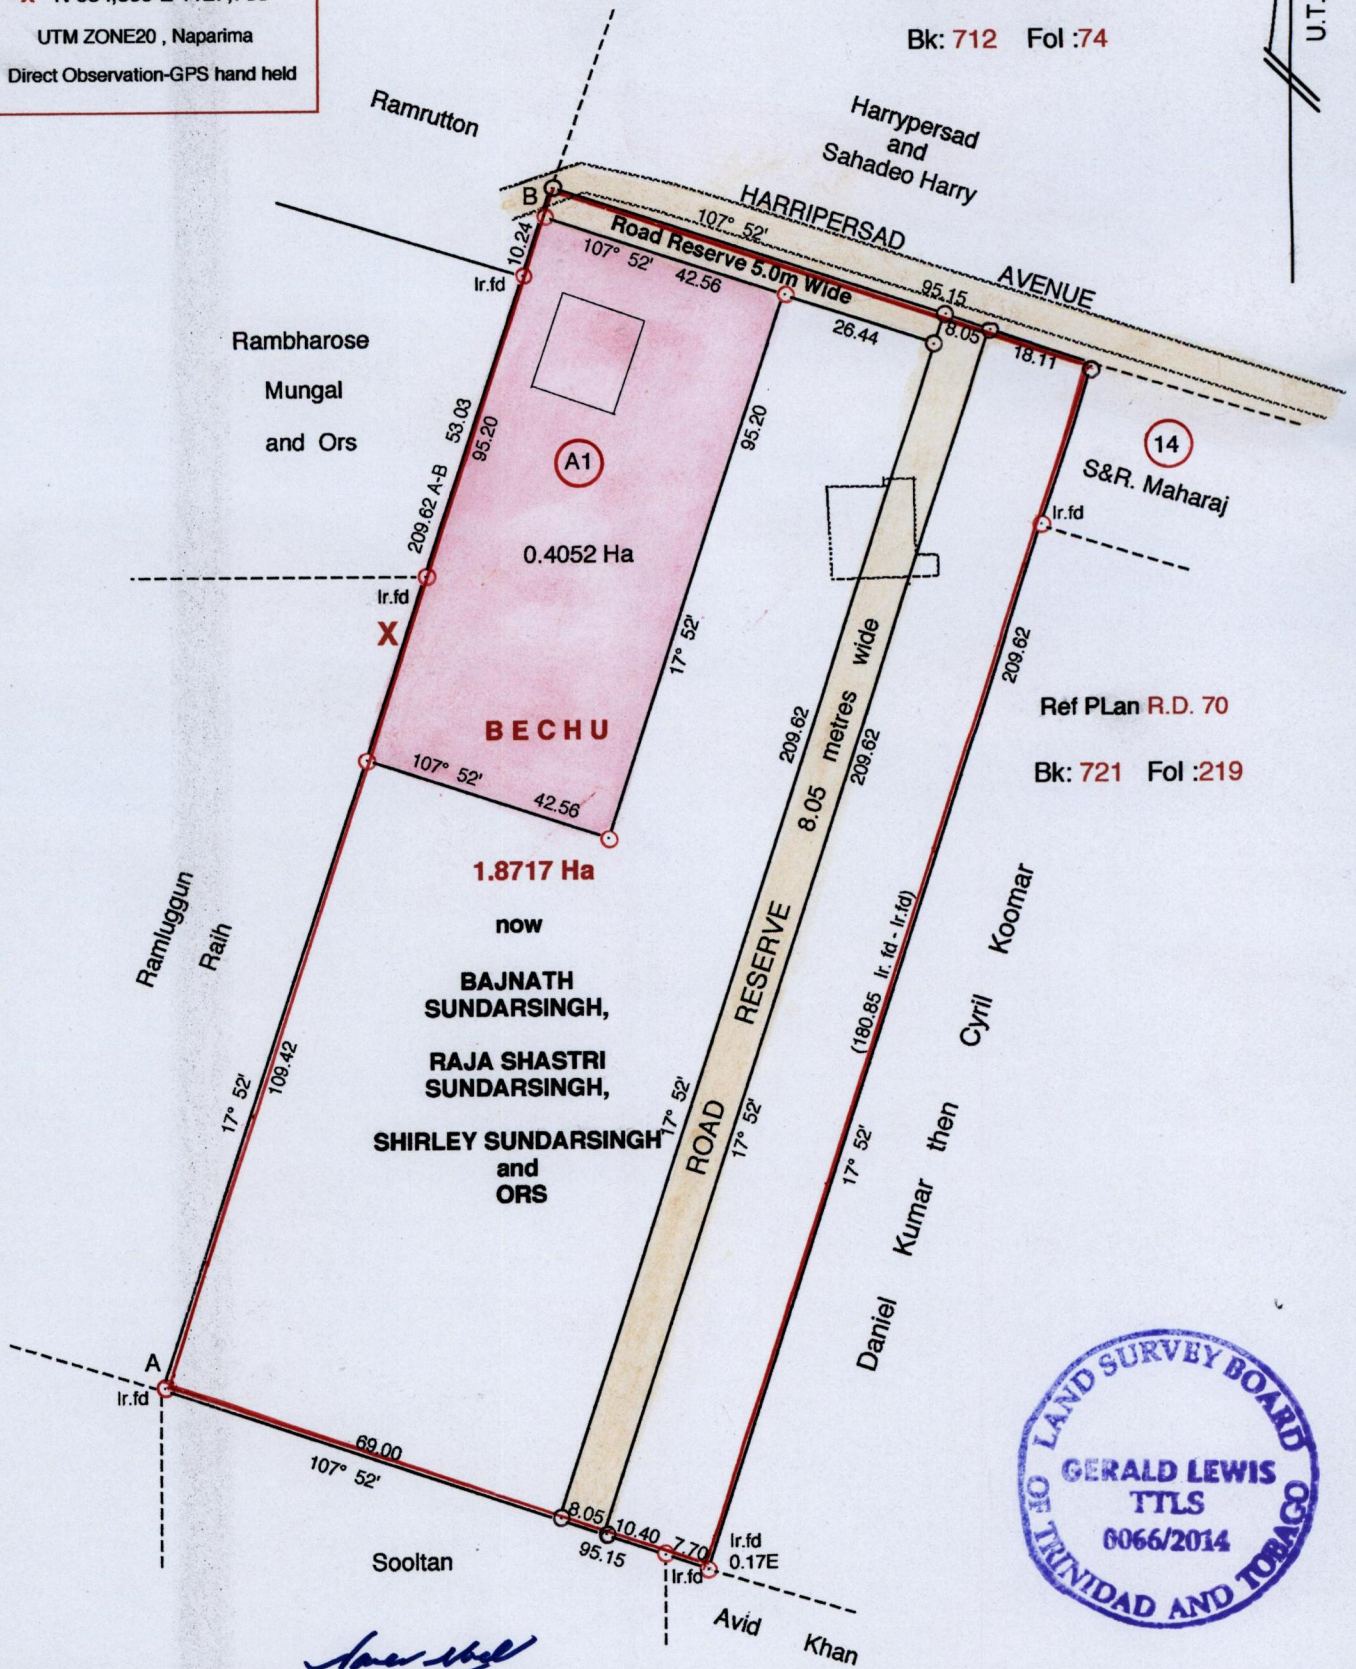 UTM ZONE20 , Naparima
Direct Observation-GPS hand held
Bk: 712 Fol :74
U.T.
Ramrutton
Harrypersad
and
Sahadeo Harry
B
HARRIPERSAD AVENUE
107° 52'
95.15
Road Reserve 5.0m Wide
107° 52' 42.56
26.44
8.05
18.11
10.24
Ir.fd
Rambharose
Mungal
and Ors
53.03
95.20
209.62 A-B
A1
0.4052 Ha
95.20
17° 52'
14
S&R. Maharaj
Ir.fd
Ir.fd
X
BECHU
107° 52'
42.56
209.62
209.62
209.62
Ref PLan R.D. 70
Bk: 721 Fol :219
1.8717 Ha
now
BAJNATH
SUNDARSINGH,
RAJA SHASTRI
SUNDARSINGH,
SHIRLEY SUNDARSINGH
and
ORS
Ramluggun
Raih
17° 52'
109.42
ROAD RESERVE 8.05 metres wide
17° 52'
17° 52'
(180.85 Ir. fd - Ir.fd)
17° 52'
Daniel Kumar then Cyril Koomar
A
Ir.fd
69.00
107° 52'
8.05
10.40
7.70
95.15
Ir.fd
Ir.fd
0.17E
Sooltan
Avid Khan
LAND SURVEY BOARD
GERALD LEWIS
TTLS
0066/2014
OF TRINIDAD AND TOBAGO